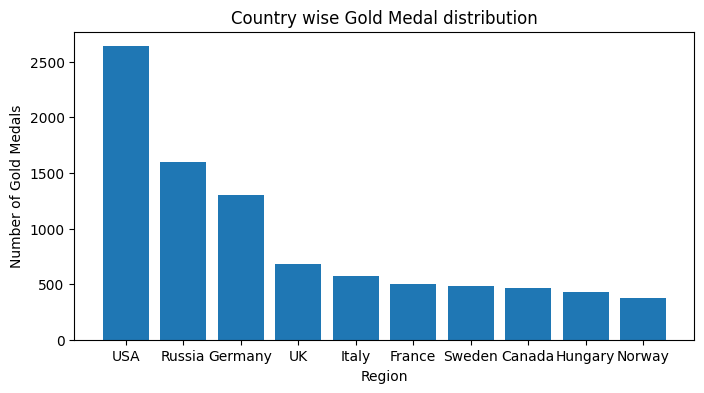 Country wise Gold Medal distribution
Number of Gold Medals
2500
2000
1500
1000
500
0
USA Russia Germany UK Italy France Sweden Canada Hungary Norway
Region